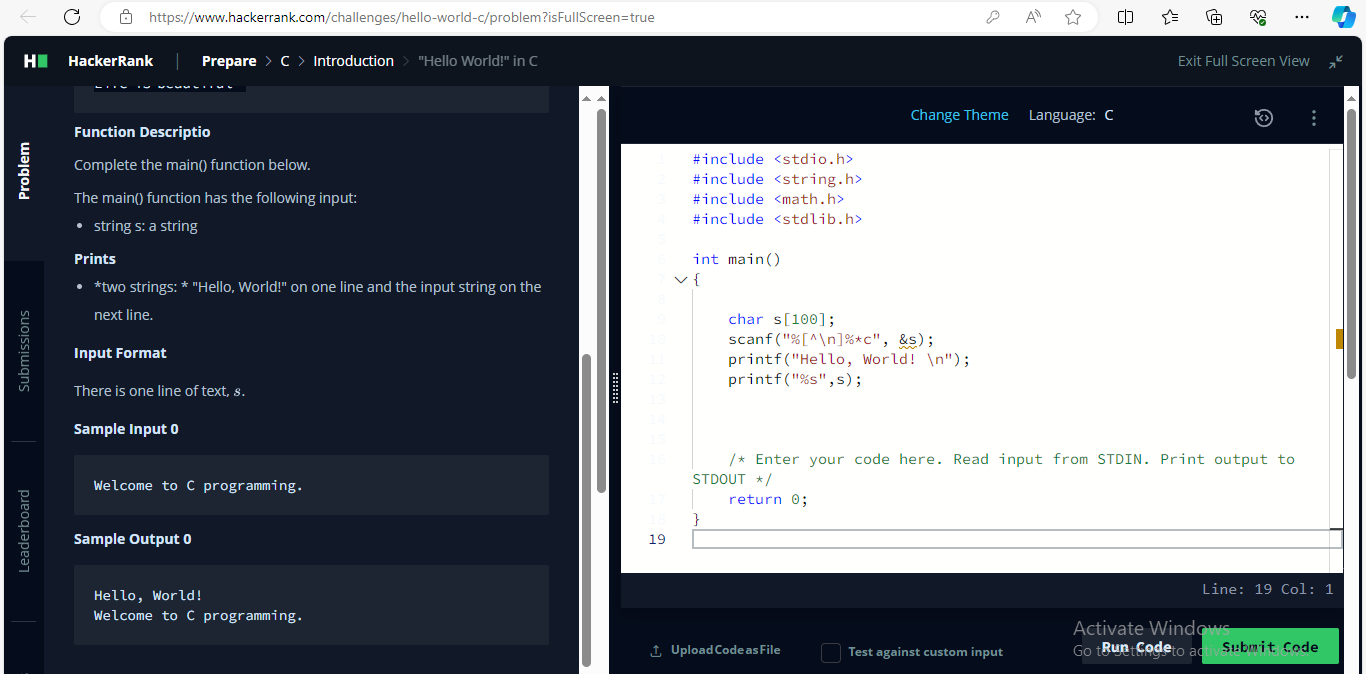 https://www.hackerrank.com/challenges/hello-world-c/problem?isFullScreen=true
HackerRank
Prepare > C > Introduction > "Hello World!" in C
Exit Full Screen View
Problem
Submissions
Leaderboard
Function Descriptio
Complete the main() function below.
The main() function has the following input:
• string s: a string
Prints
• *two strings: * "Hello, World!" on one line and the input string on the
next line.
Input Format
There is one line of text, s.
Sample Input 0
Welcome to C programming.
Sample Output 0
Hello, World!
Welcome to C programming.
Change Theme Language: C
1 #include <stdio.h>
2 #include <string.h>
3 #include <math.h>
4 #include <stdlib.h>
5
6 int main()
7 {
8
9 char s[100];
10 scanf("%[^\n]%*c", &s);
11 printf("Hello, World! \n");
12 printf("%s",s);
13
14
15
16 /* Enter your code here. Read input from STDIN. Print output to
STDOUT */
17 return 0;
18 }
19
Line: 19 Col: 1
Upload Code as File
Test against custom input
Run Code
Submit Code
Activate Windows
Go to Settings to activate Windows.